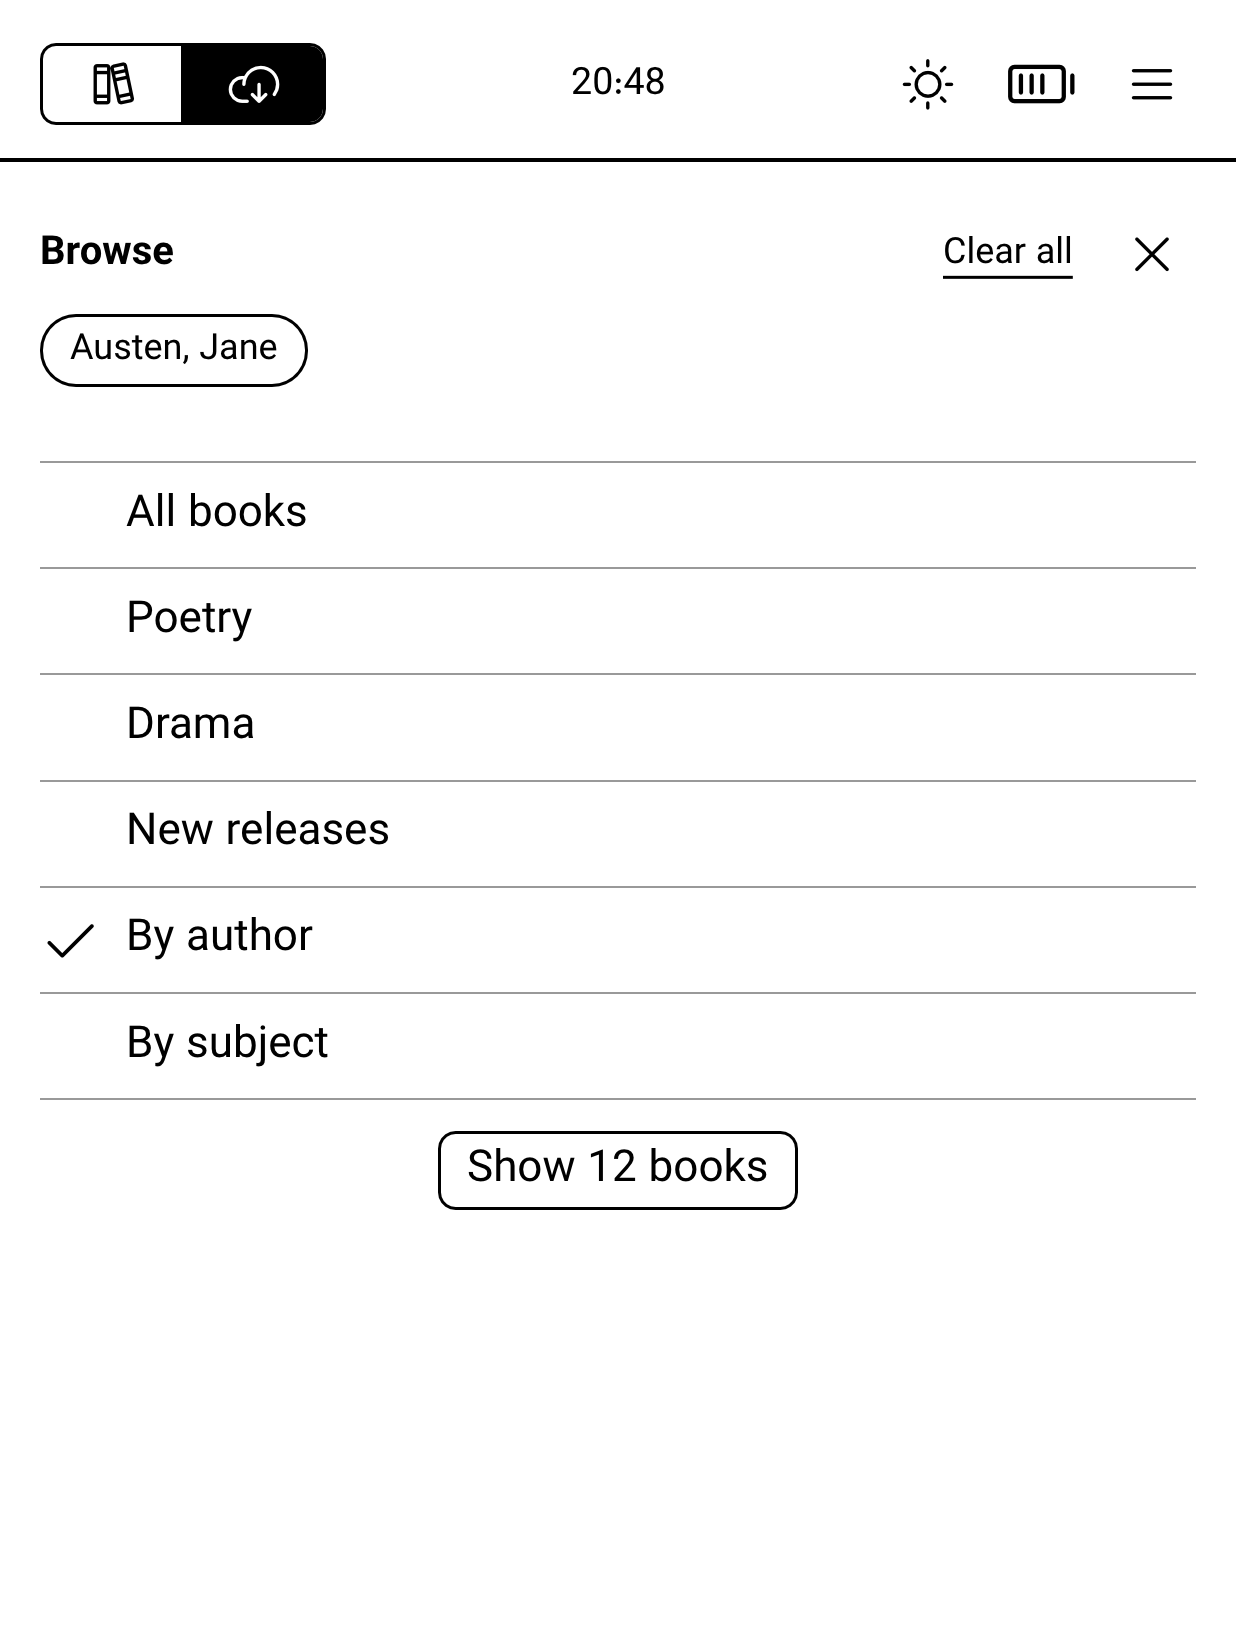 20:48
Browse
Clear all
Austen, Jane
All books
Poetry
Drama
New releases
By author
By subject
Show 12 books